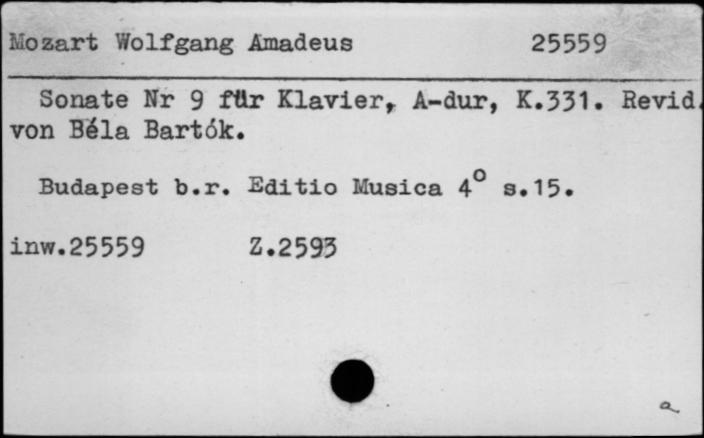 Mozart Wolfgang Amadeus 25559
Sonate Nr 9 für Klavier, A-dur, K.331. Revid.
von Béla Bartók.
Budapest b.r. Editio Musica 4° s.15.
inw.25559 Z.2593
a